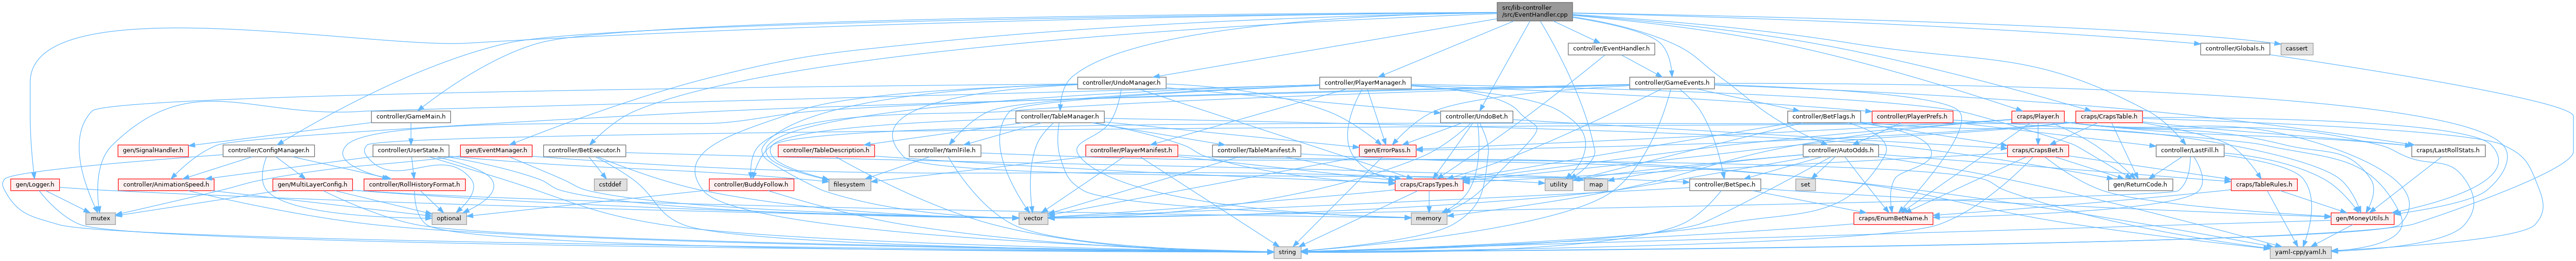 src/lib-controller
/src/EventHandler.cpp
controller/EventHandler.h
controller/Globals.h
cassert
controller/UndoManager.h
controller/PlayerManager.h
controller/GameEvents.h
controller/GameMain.h
controller/TableManager.h
controller/UndoBet.h
controller/BetFlags.h
controller/PlayerPrefs.h
craps/Player.h
craps/CrapsTable.h
gen/SignalHandler.h
controller/ConfigManager.h
controller/UserState.h
gen/EventManager.h
controller/BetExecutor.h
controller/TableDescription.h
controller/YamlFile.h
controller/PlayerManifest.h
controller/TableManifest.h
gen/ErrorPass.h
controller/AutoOdds.h
craps/CrapsBet.h
controller/LastFill.h
craps/LastRollStats.h
gen/Logger.h
controller/AnimationSpeed.h
gen/MultiLayerConfig.h
controller/RollHistoryFormat.h
cstddef
controller/BuddyFollow.h
filesystem
craps/CrapsTypes.h
utility
map
controller/BetSpec.h
set
gen/ReturnCode.h
craps/TableRules.h
mutex
optional
vector
memory
craps/EnumBetName.h
gen/MoneyUtils.h
string
yaml-cpp/yaml.h